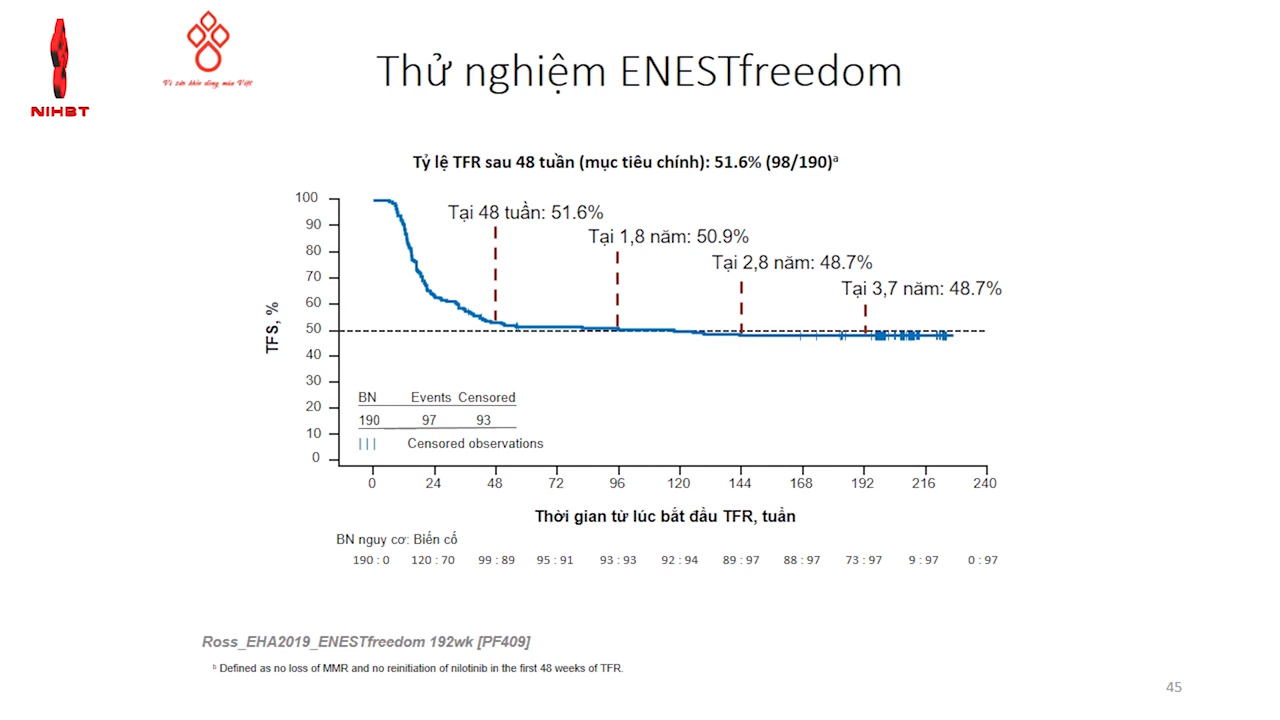 NIHBT
Vì sức khỏe dòng máu Việt
Thử nghiệm ENESTfreedom
Tỷ lệ TFR sau 48 tuần (mục tiêu chính): 51.6% (98/190)ᵃ
Tại 48 tuần: 51.6%
Tại 1,8 năm: 50.9%
Tại 2,8 năm: 48.7%
Tại 3,7 năm: 48.7%
TFS, %
100
90
80
70
60
50
40
30
20
10
0
BN Events Censored
190 97 93
||| Censored observations
0 24 48 72 96 120 144 168 192 216 240
Thời gian từ lúc bắt đầu TFR, tuần
BN nguy cơ: Biến cố
190 : 0 120 : 70 99 : 89 95 : 91 93 : 93 92 : 94 89 : 97 88 : 97 73 : 97 9 : 97 0 : 97
Ross_EHA2019_ENESTfreedom 192wk [PF409]
ᵇ Defined as no loss of MMR and no reinitiation of nilotinib in the first 48 weeks of TFR.
45